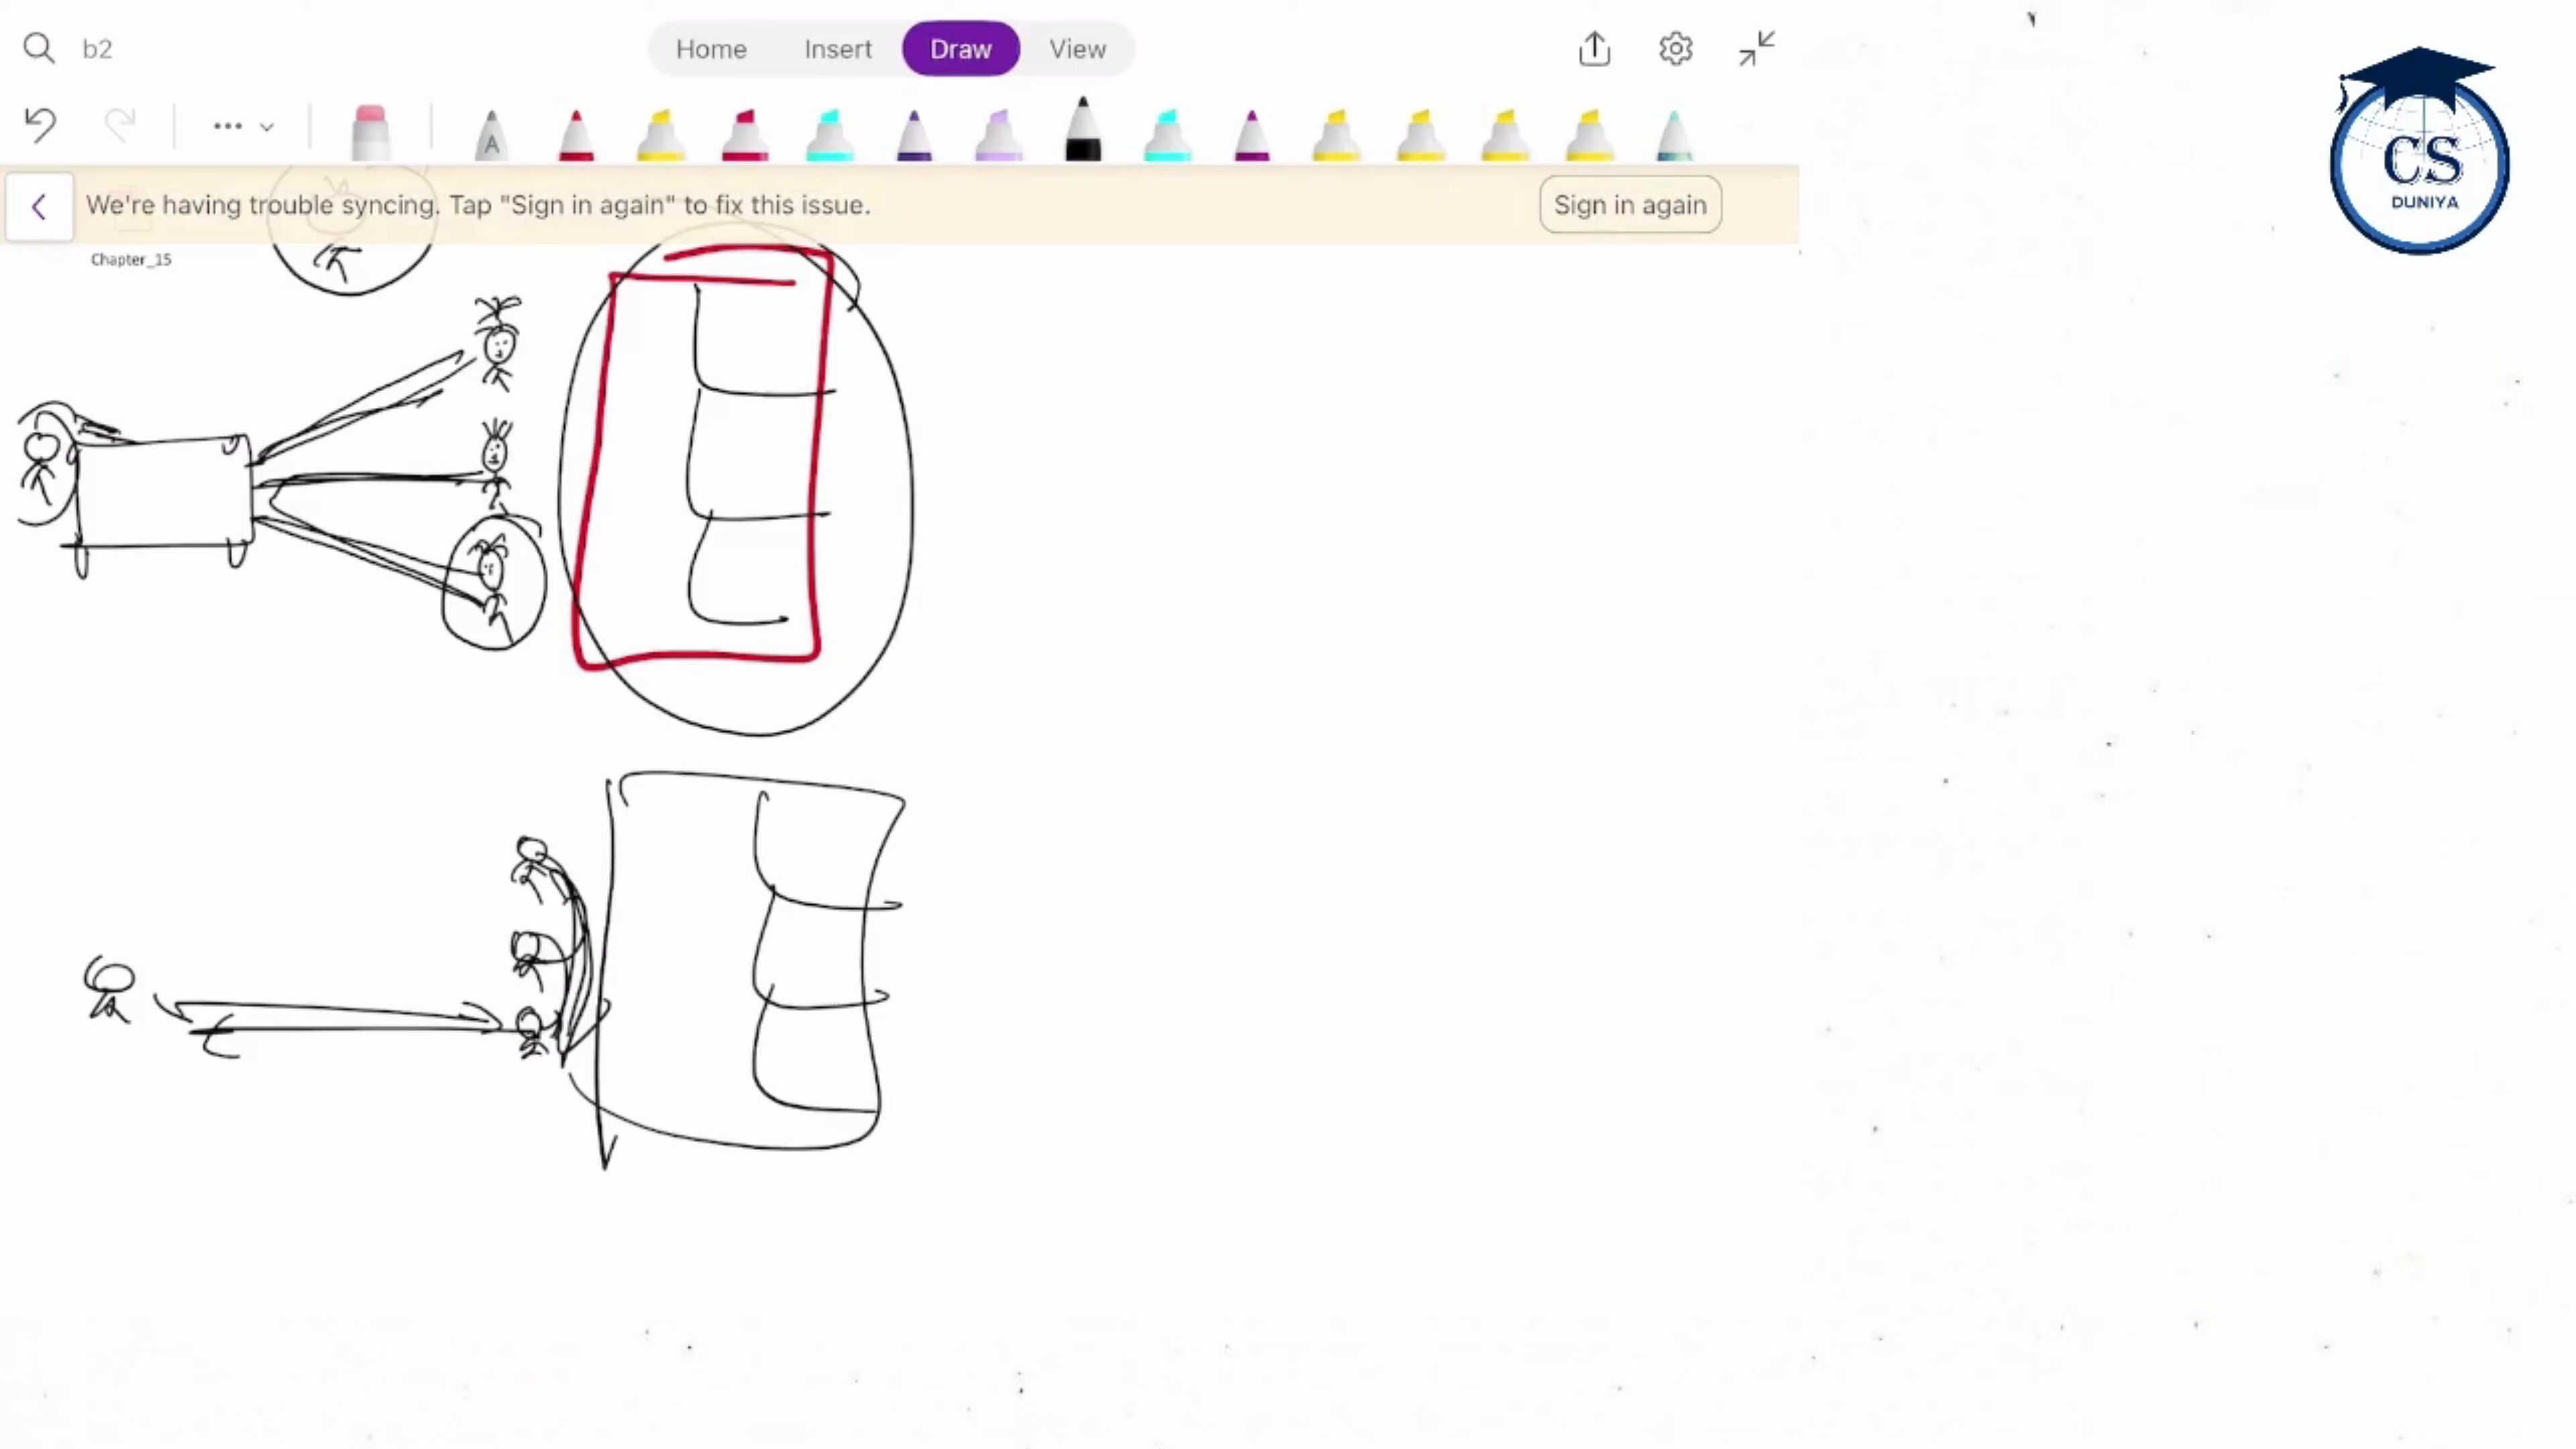 b2
Home Insert Draw View
A
We're having trouble syncing. Tap "Sign in again" to fix this issue.
Sign in again
Chapter_15
CS
DUNIYA